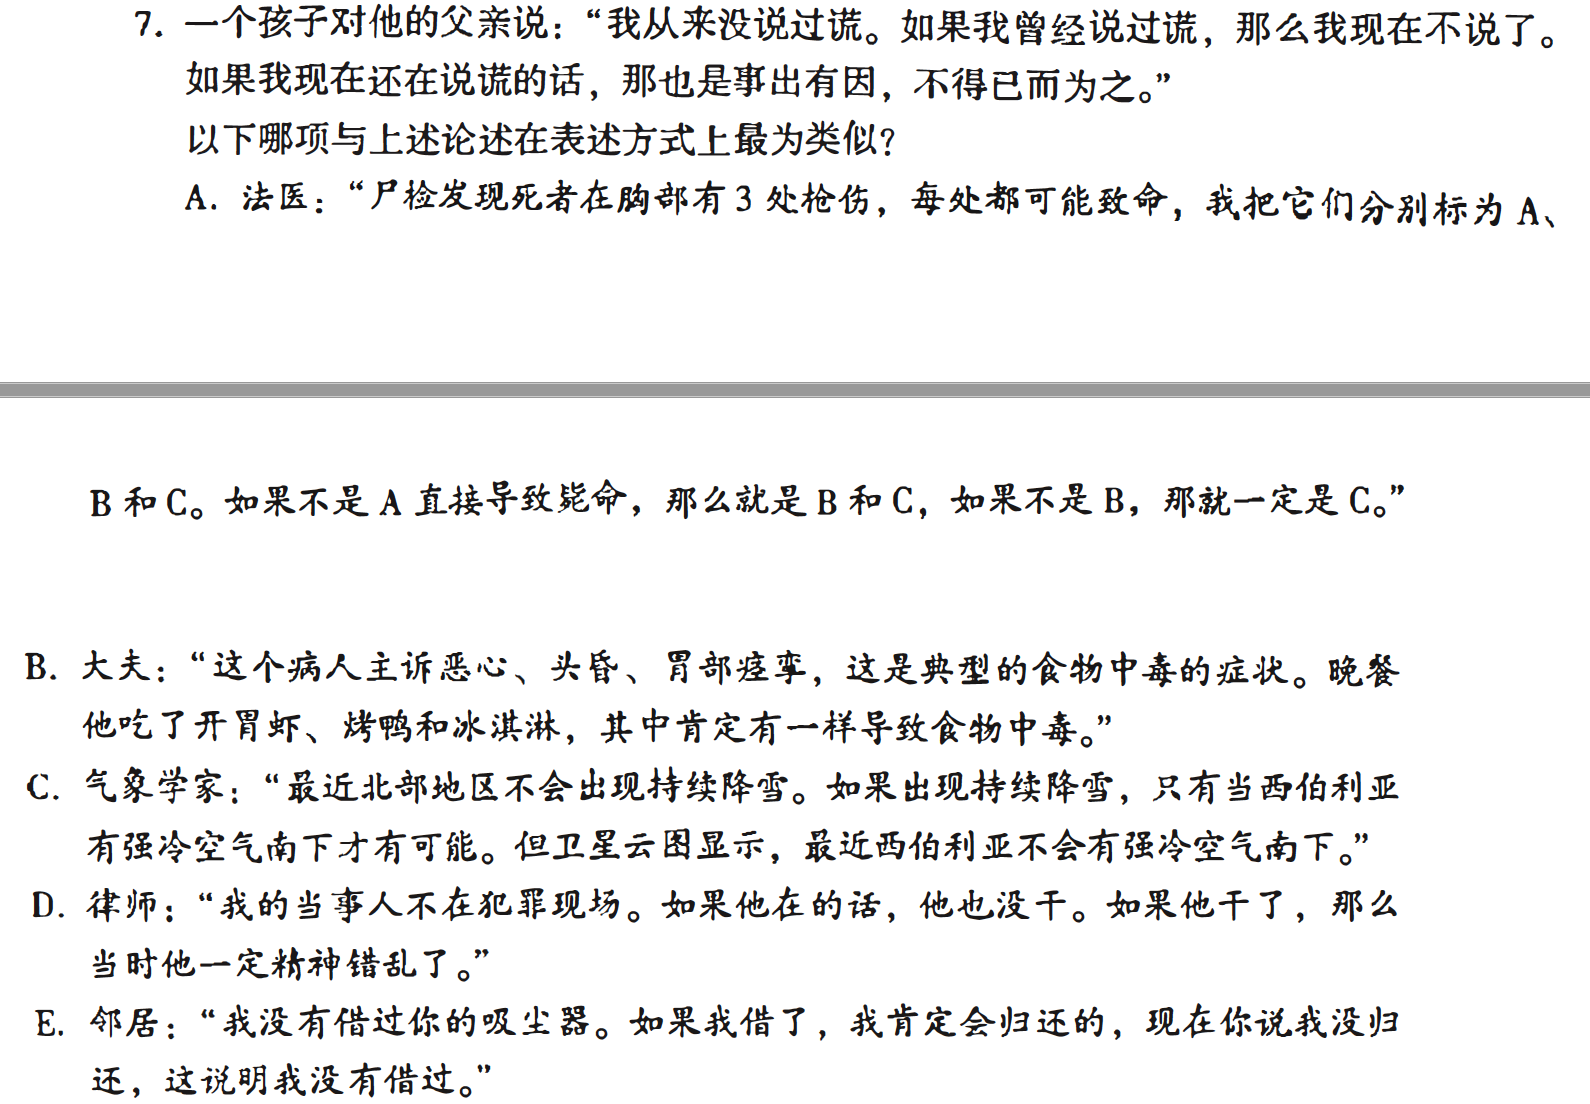 7. 一个孩子对他的父亲说：“我从来没说过谎。如果我曾经说过谎，那么我现在不说了。
如果我现在还在说谎的话，那也是事出有因，不得已而为之。”
以下哪项与上述论述在表述方式上最为类似？
A. 法医：“尸检发现死者在胸部有 3 处枪伤，每处都可能致命，我把它们分别标为 A、
B 和 C。如果不是 A 直接导致毙命，那么就是 B 和 C，如果不是 B，那就一定是 C。”
B. 大夫：“这个病人主诉恶心、头昏、胃部痉挛，这是典型的食物中毒的症状。晚餐
他吃了开胃虾、烤鸭和冰淇淋，其中肯定有一样导致食物中毒。”
C. 气象学家：“最近北部地区不会出现持续降雪。如果出现持续降雪，只有当西伯利亚
有强冷空气南下才有可能。但卫星云图显示，最近西伯利亚不会有强冷空气南下。”
D. 律师：“我的当事人不在犯罪现场。如果他在的话，他也没干。如果他干了，那么
当时他一定精神错乱了。”
E. 邻居：“我没有借过你的吸尘器。如果我借了，我肯定会归还的，现在你说我没归
还，这说明我没有借过。”